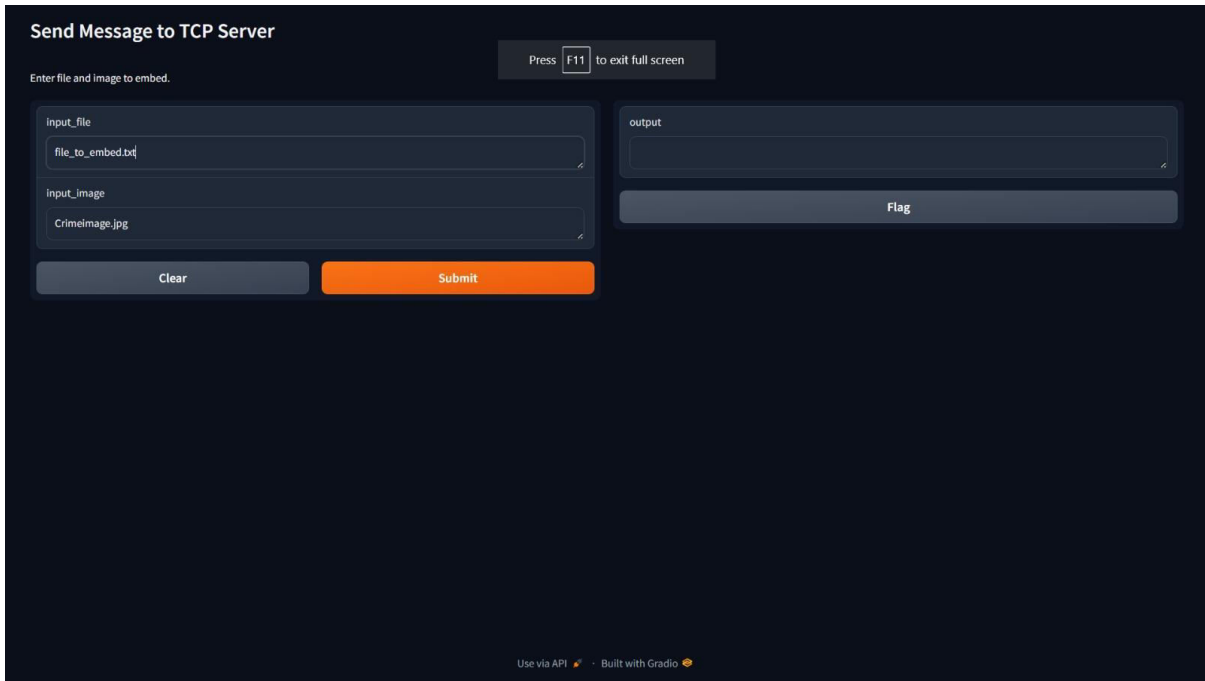 Send Message to TCP Server
Press F11 to exit full screen
Enter file and image to embed.
input_file
file_to_embed.txt
input_image
Crimeimage.jpg
Clear
Submit
output
Flag
Use via API · Built with Gradio